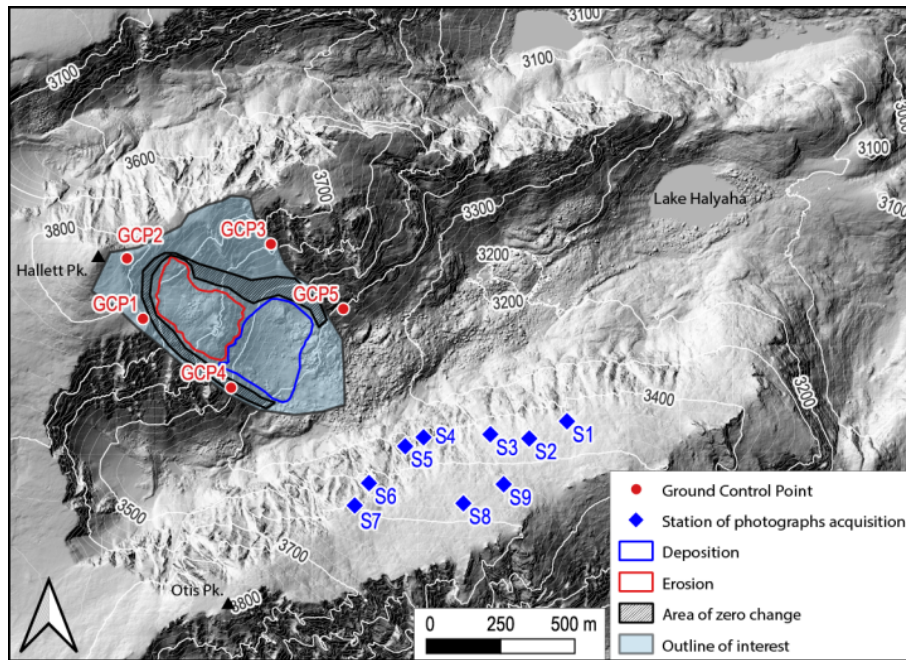 3100
3700
3100
3000
3100
3600
3700
Lake Halyaha
3300
3100
3800
GCP2
GCP3
Hallett Pk.
3200
GCP5
3200
GCP1
GCP4
3400
3200
S1
S4
S3
S2
S5
S6
S9
S7
S8
3500
3700
Otis Pk.
3800
0 250 500 m
Ground Control Point
Station of photographs acquisition
Deposition
Erosion
Area of zero change
Outline of interest